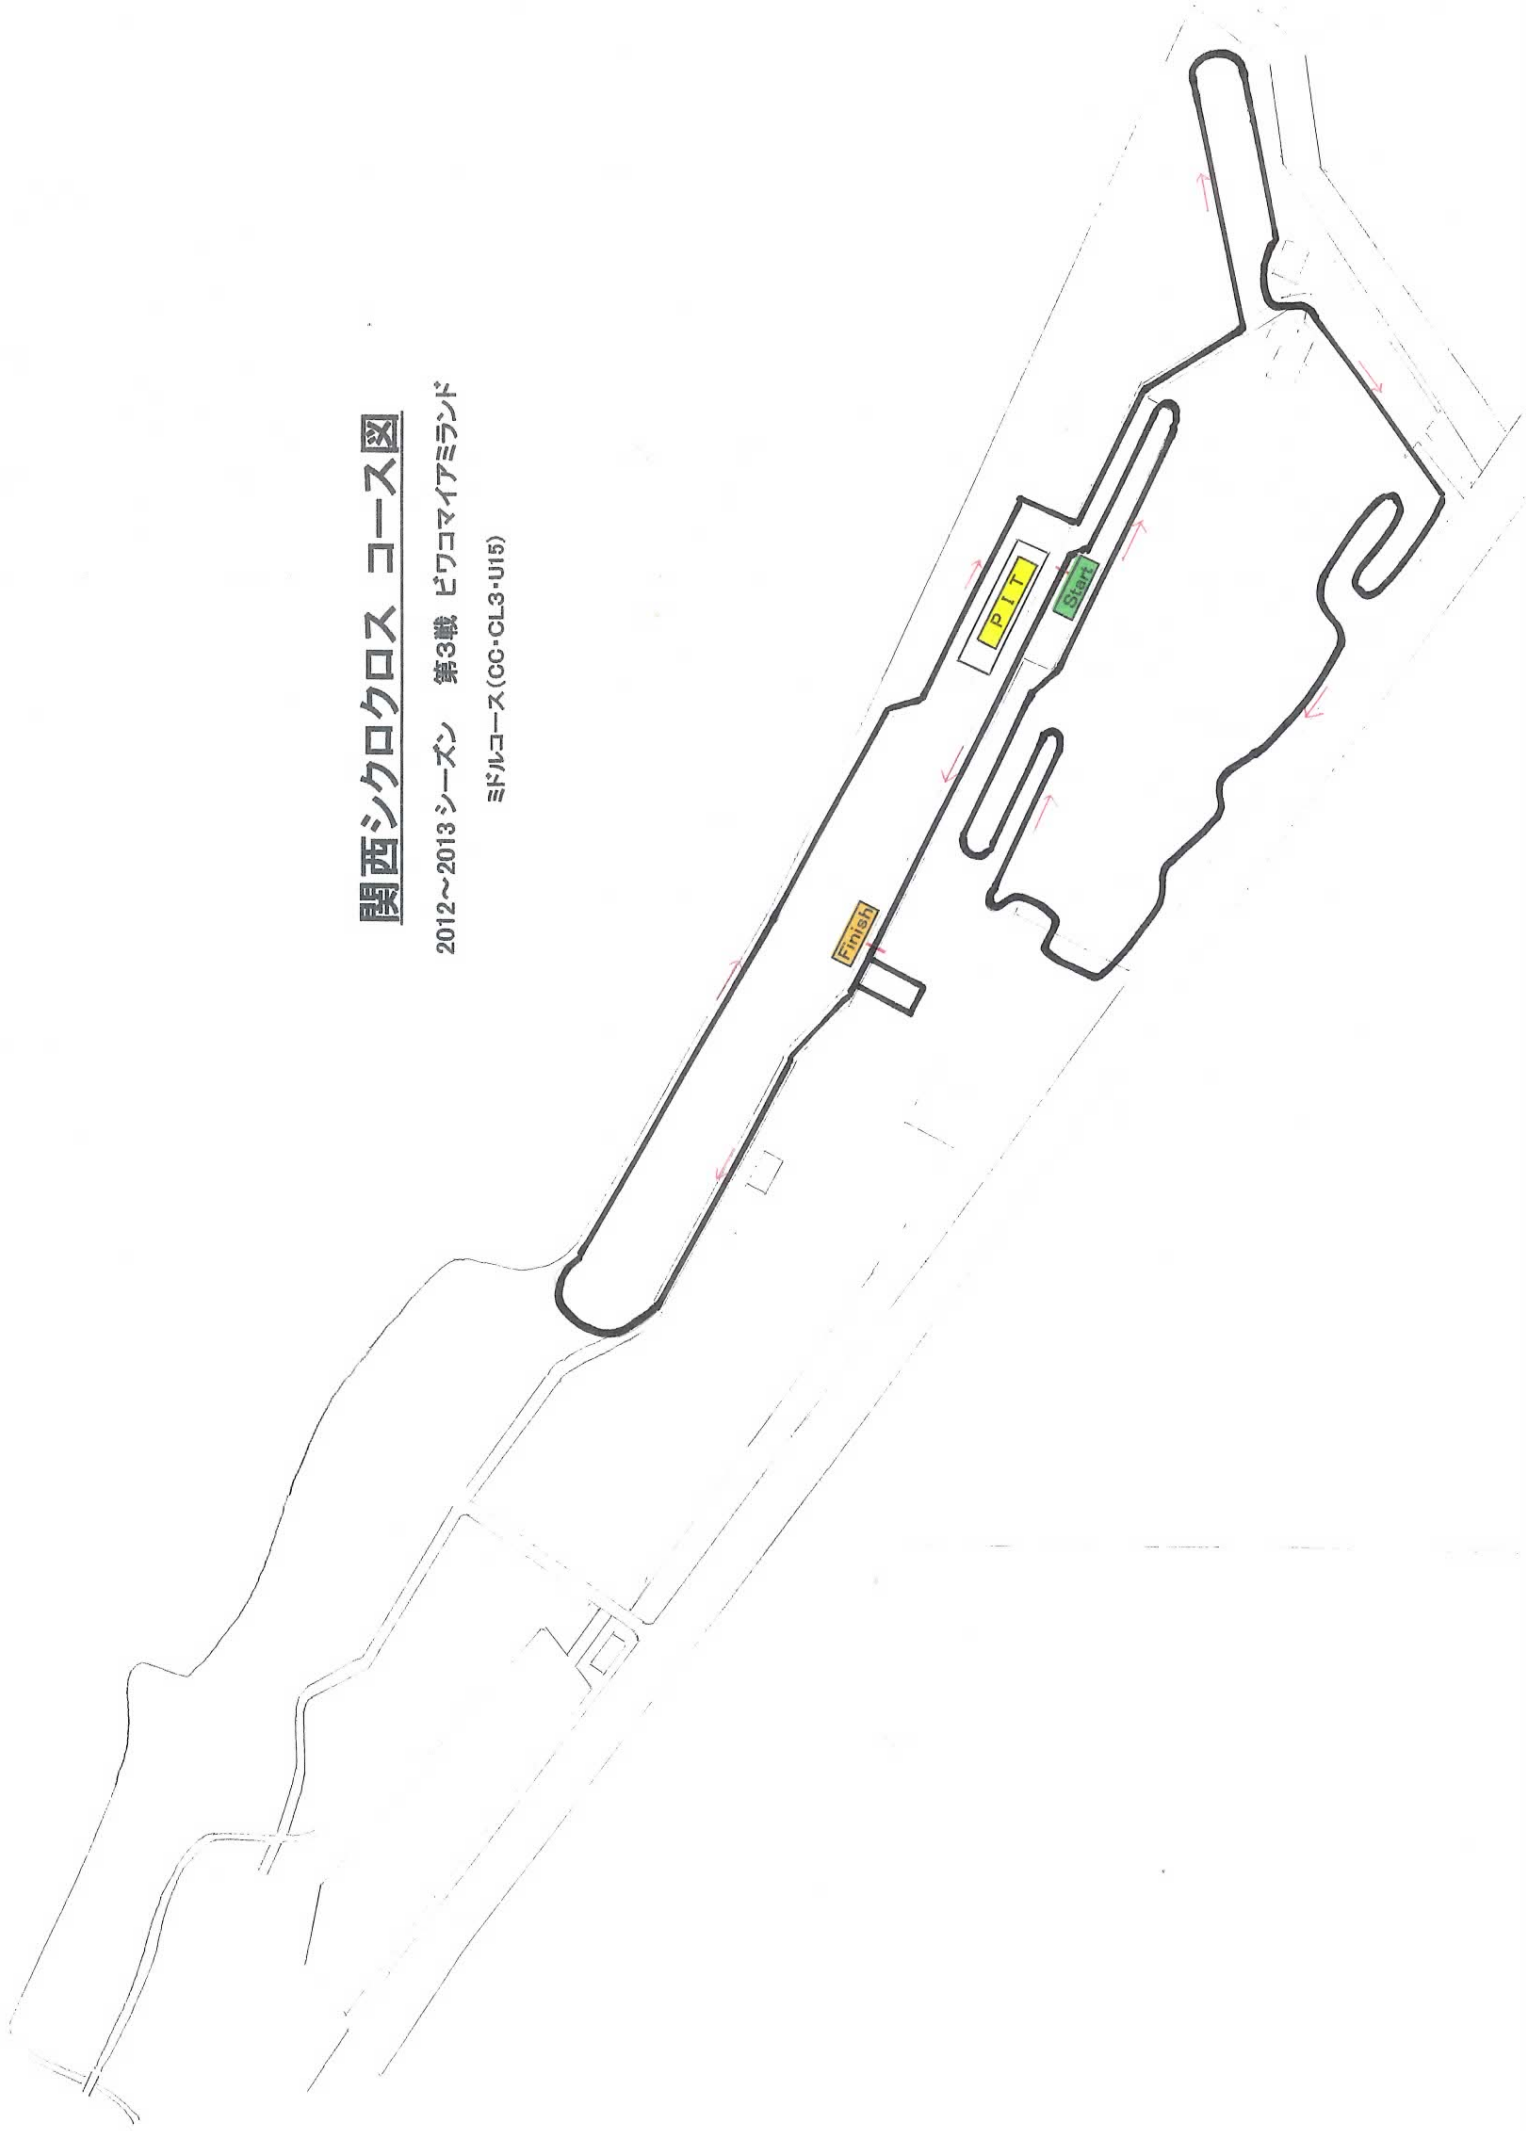 関西シクロクロス コース図
2012～2013 シーズン 第3戦 ビワコマイアミランド
ミドルコース(CC・CL3・U15)
PIT
Start
Finish